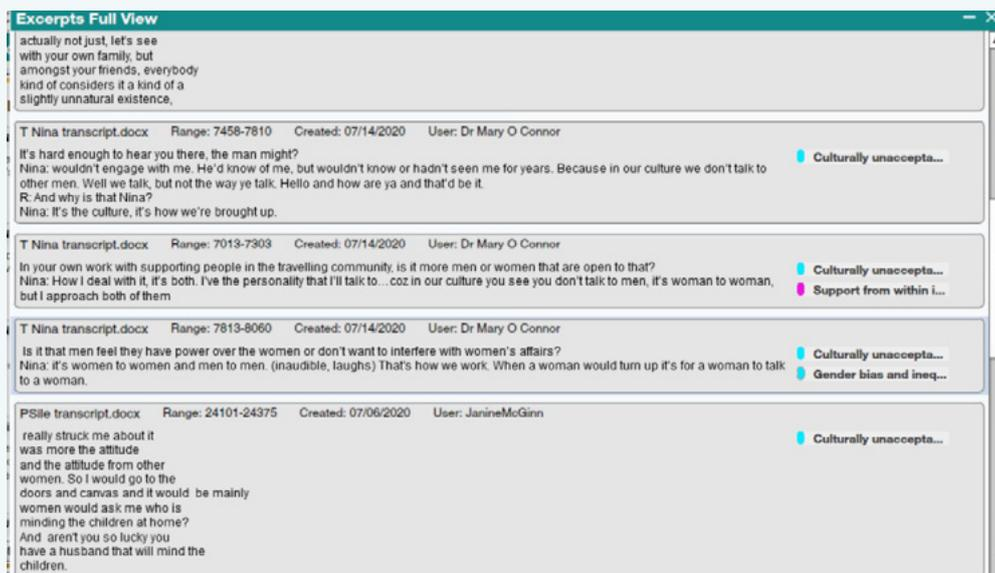 Excerpts Full View
actually not just, let's see
with your own family, but
amongst your friends, everybody
kind of considers it a kind of a
slightly unnatural existence,
T Nina transcript.docx Range: 7458-7810 Created: 07/14/2020 User: Dr Mary O Connor
It's hard enough to hear you there, the man might?
Nina: wouldn't engage with me. He'd know of me, but wouldn't know or hadn't seen me for years. Because in our culture we don't talk to
other men. Well we talk, but not the way ye talk. Hello and how are ya and that'd be it.
R: And why is that Nina?
Nina: It's the culture, it's how we're brought up.
Culturally unaccepta...
T Nina transcript.docx Range: 7013-7303 Created: 07/14/2020 User: Dr Mary O Connor
In your own work with supporting people in the travelling community, is it more men or women that are open to that?
Nina: How I deal with it, it's both. I've the personality that I'll talk to...coz in our culture you see you don't talk to men, it's woman to woman,
but I approach both of them
Culturally unaccepta...
Support from within i...
T Nina transcript.docx Range: 7813-8060 Created: 07/14/2020 User: Dr Mary O Connor
Is it that men feel they have power over the women or don't want to interfere with women's affairs?
Nina: it's women to women and men to men. (inaudible, laughs) That's how we work. When a woman would turn up it's for a woman to talk
to a woman.
Culturally unaccepta...
Gender bias and ineq...
PSile transcript.docx Range: 24101-24375 Created: 07/06/2020 User: JanineMcGinn
really struck me about it
was more the attitude
and the attitude from other
women. So I would go to the
doors and canvas and it would be mainly
women would ask me who is
minding the children at home?
And aren't you so lucky you
have a husband that will mind the
children.
Culturally unaccepta...